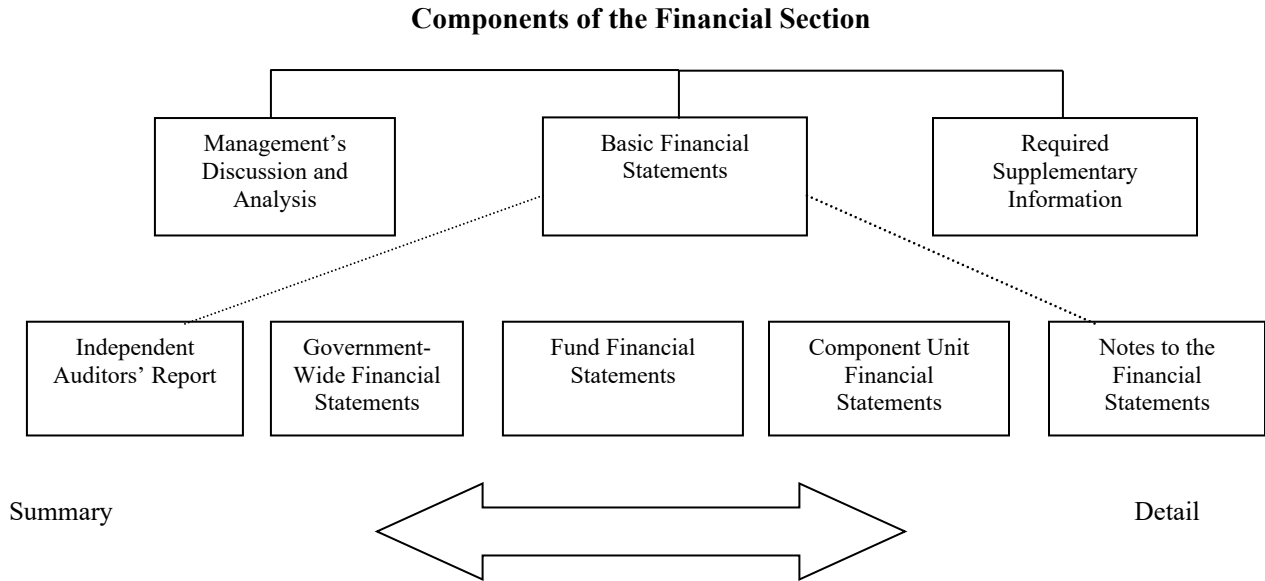 Components of the Financial Section
Management’s
Discussion and
Analysis
Basic Financial
Statements
Required
Supplementary
Information
Independent
Auditors’ Report
Government-
Wide Financial
Statements
Fund Financial
Statements
Component Unit
Financial
Statements
Notes to the
Financial
Statements
Summary
Detail